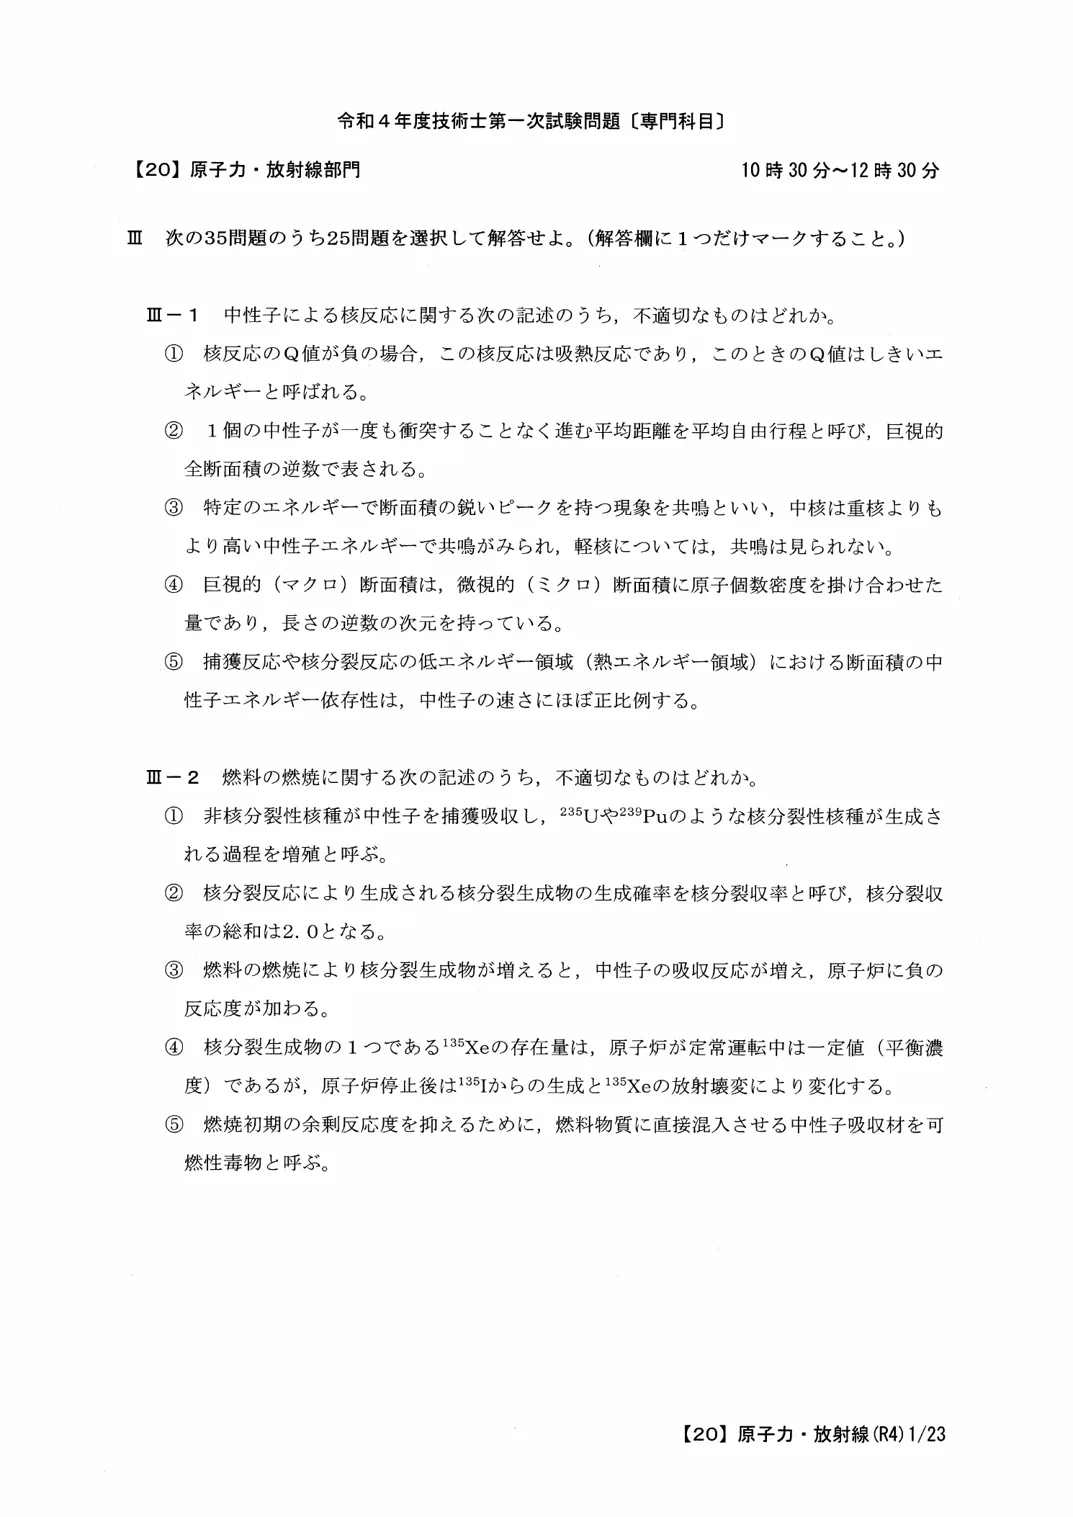 令和４年度技術士第一次試験問題〔専門科目〕
【20】原子力・放射線部門　10時30分～12時30分
Ⅲ　次の35問題のうち25問題を選択して解答せよ。（解答欄に１つだけマークすること。）
Ⅲ－１　中性子による核反応に関する次の記述のうち，不適切なものはどれか。
①　核反応のＱ値が負の場合，この核反応は吸熱反応であり，このときのＱ値はしきいエ
ネルギーと呼ばれる。
②　１個の中性子が一度も衝突することなく進む平均距離を平均自由行程と呼び，巨視的
全断面積の逆数で表される。
③　特定のエネルギーで断面積の鋭いピークを持つ現象を共鳴といい，中核は重核よりも
より高い中性子エネルギーで共鳴がみられ，軽核については，共鳴は見られない。
④　巨視的（マクロ）断面積は，微視的（ミクロ）断面積に原子個数密度を掛け合わせた
量であり，長さの逆数の次元を持っている。
⑤　捕獲反応や核分裂反応の低エネルギー領域（熱エネルギー領域）における断面積の中
性子エネルギー依存性は，中性子の速さにほぼ正比例する。
Ⅲ－２　燃料の燃焼に関する次の記述のうち，不適切なものはどれか。
①　非核分裂性核種が中性子を捕獲吸収し，²³⁵Uや²³⁹Puのような核分裂性核種が生成さ
れる過程を増殖と呼ぶ。
②　核分裂反応により生成される核分裂生成物の生成確率を核分裂収率と呼び，核分裂収
率の総和は2.0となる。
③　燃料の燃焼により核分裂生成物が増えると，中性子の吸収反応が増え，原子炉に負の
反応度が加わる。
④　核分裂生成物の１つである¹³⁵Xeの存在量は，原子炉が定常運転中は一定値（平衡濃
度）であるが，原子炉停止後は¹³⁵Iからの生成と¹³⁵Xeの放射壊変により変化する。
⑤　燃焼初期の余剰反応度を抑えるために，燃料物質に直接混入させる中性子吸収材を可
燃性毒物と呼ぶ。
【20】原子力・放射線(R4) 1/23